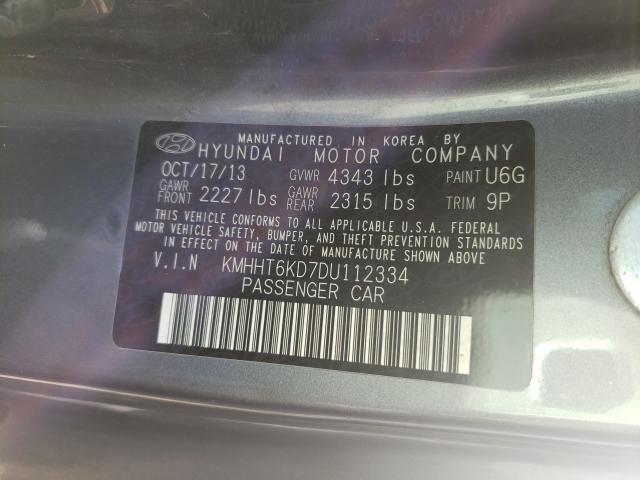 MANUFACTURED IN KOREA BY
HYUNDAI MOTOR COMPANY
OCT/17/13 GVWR 4343 lbs PAINT U6G
GAWR FRONT 2227 lbs GAWR REAR 2315 lbs TRIM 9P
THIS VEHICLE CONFORMS TO ALL APPLICABLE U.S.A. FEDERAL
MOTOR VEHICLE SAFETY, BUMPER, AND THEFT PREVENTION STANDARDS
IN EFFECT ON THE DATE OF MANUFACTURE SHOWN ABOVE
V.I.N KMHHT6KD7DU112334
PASSENGER CAR